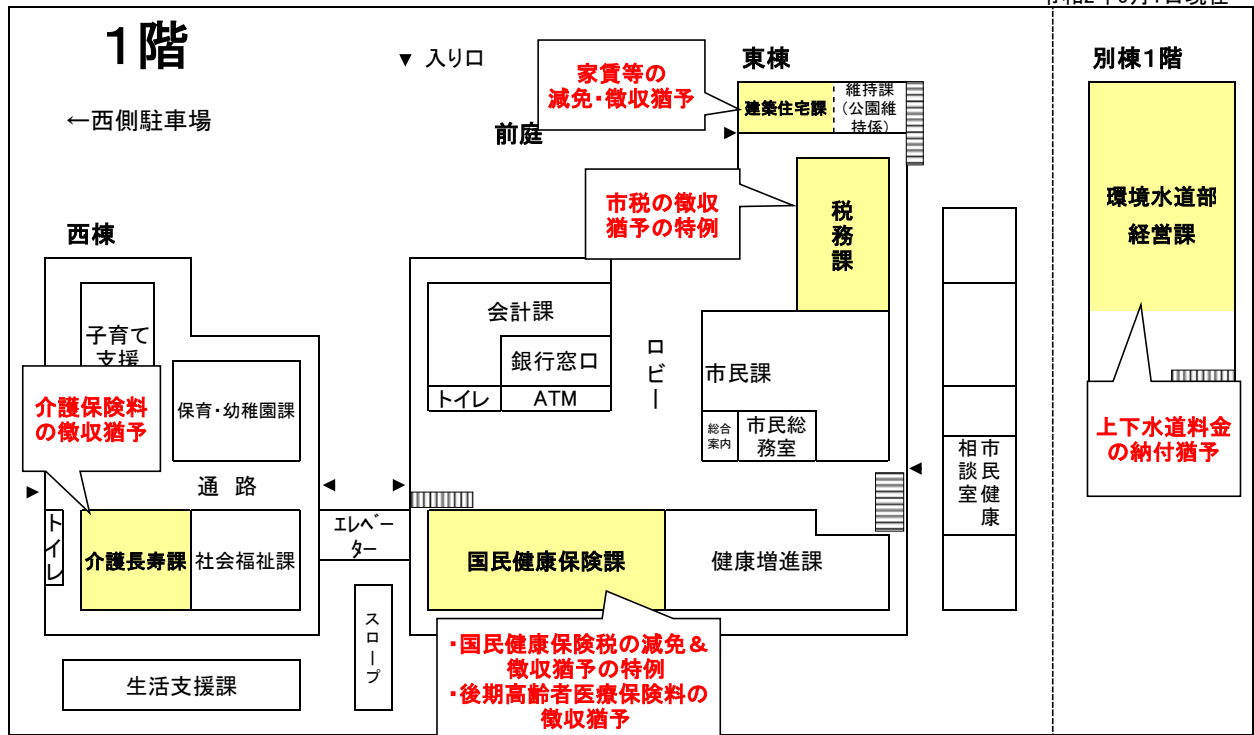 1階
▼ 入り口
←西側駐車場
前庭
東棟
別棟1階
家賃等の
減免・徴収猶予
建築住宅課
維持課
(公園維
持係)
市税の徴収
猶予の特例
税
務
課
環境水道部
経営課
上下水道料金
の納付猶予
西棟
子育て
支援
保育・幼稚園課
介護保険料
の徴収猶予
通 路
トイレ
介護長寿課
社会福祉課
生活支援課
エレベー
ター
スロープ
会計課
銀行窓口
トイレ
ATM
ロビー
市民課
総合
案内
市民総
務室
国民健康保険課
健康増進課
・国民健康保険税の減免&
徴収猶予の特例
・後期高齢者医療保険料の
徴収猶予
市民健康
相談室